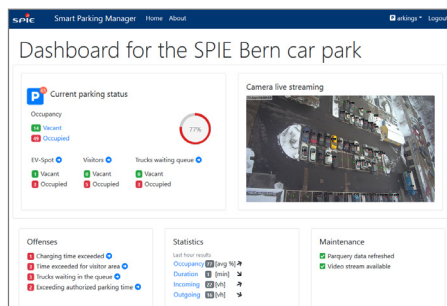 SPIE Smart Parking Manager Home About Parkings Logout
Dashboard for the SPIE Bern car park
Current parking status
Camera live streaming
Occupancy
14 Vacant
49 Occupied
77%
EV-Spot Visitors Trucks waiting queue
1 Vacant 0 Vacant 0 Vacant
3 Occupied 5 Occupied 3 Occupied
Offenses
1 Charging time exceeded
3 Time exceeded for visitor area
3 Trucks waiting in the queue
2 Exceeding authorized parking time
Statistics
Last hour results
Occupancy 77 [avg %]
Duration [min]
Incoming [vh]
Outgoing [vh]
Maintenance
Parquery data refreshed
Video stream available